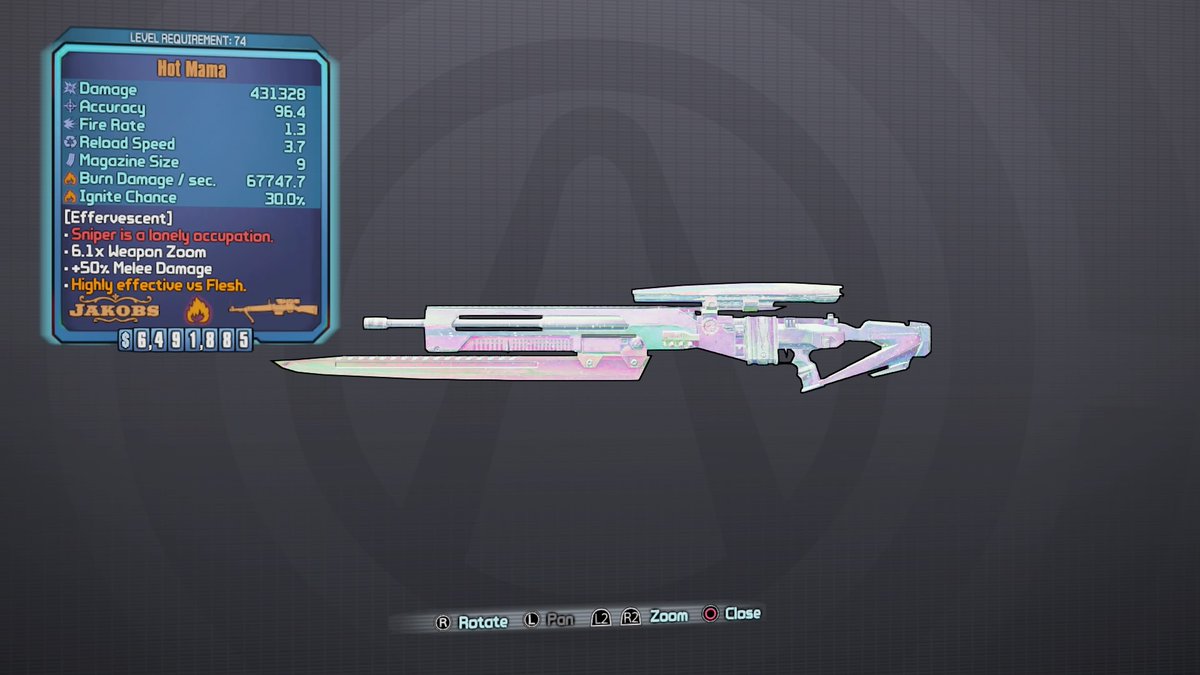 LEVEL REQUIREMENT: 74
Hot Mama
Damage 431328
Accuracy 96.4
Fire Rate 1.3
Reload Speed 3.7
Magazine Size 9
Burn Damage / sec. 67747.7
Ignite Chance 30.0%
[Effervescent]
• Sniper is a lonely occupation.
• 6.1x Weapon Zoom
• +50% Melee Damage
• Highly effective vs Flesh.
JAKOBS
$6,491,885
R Rotate L Pan L2 R2 Zoom Close